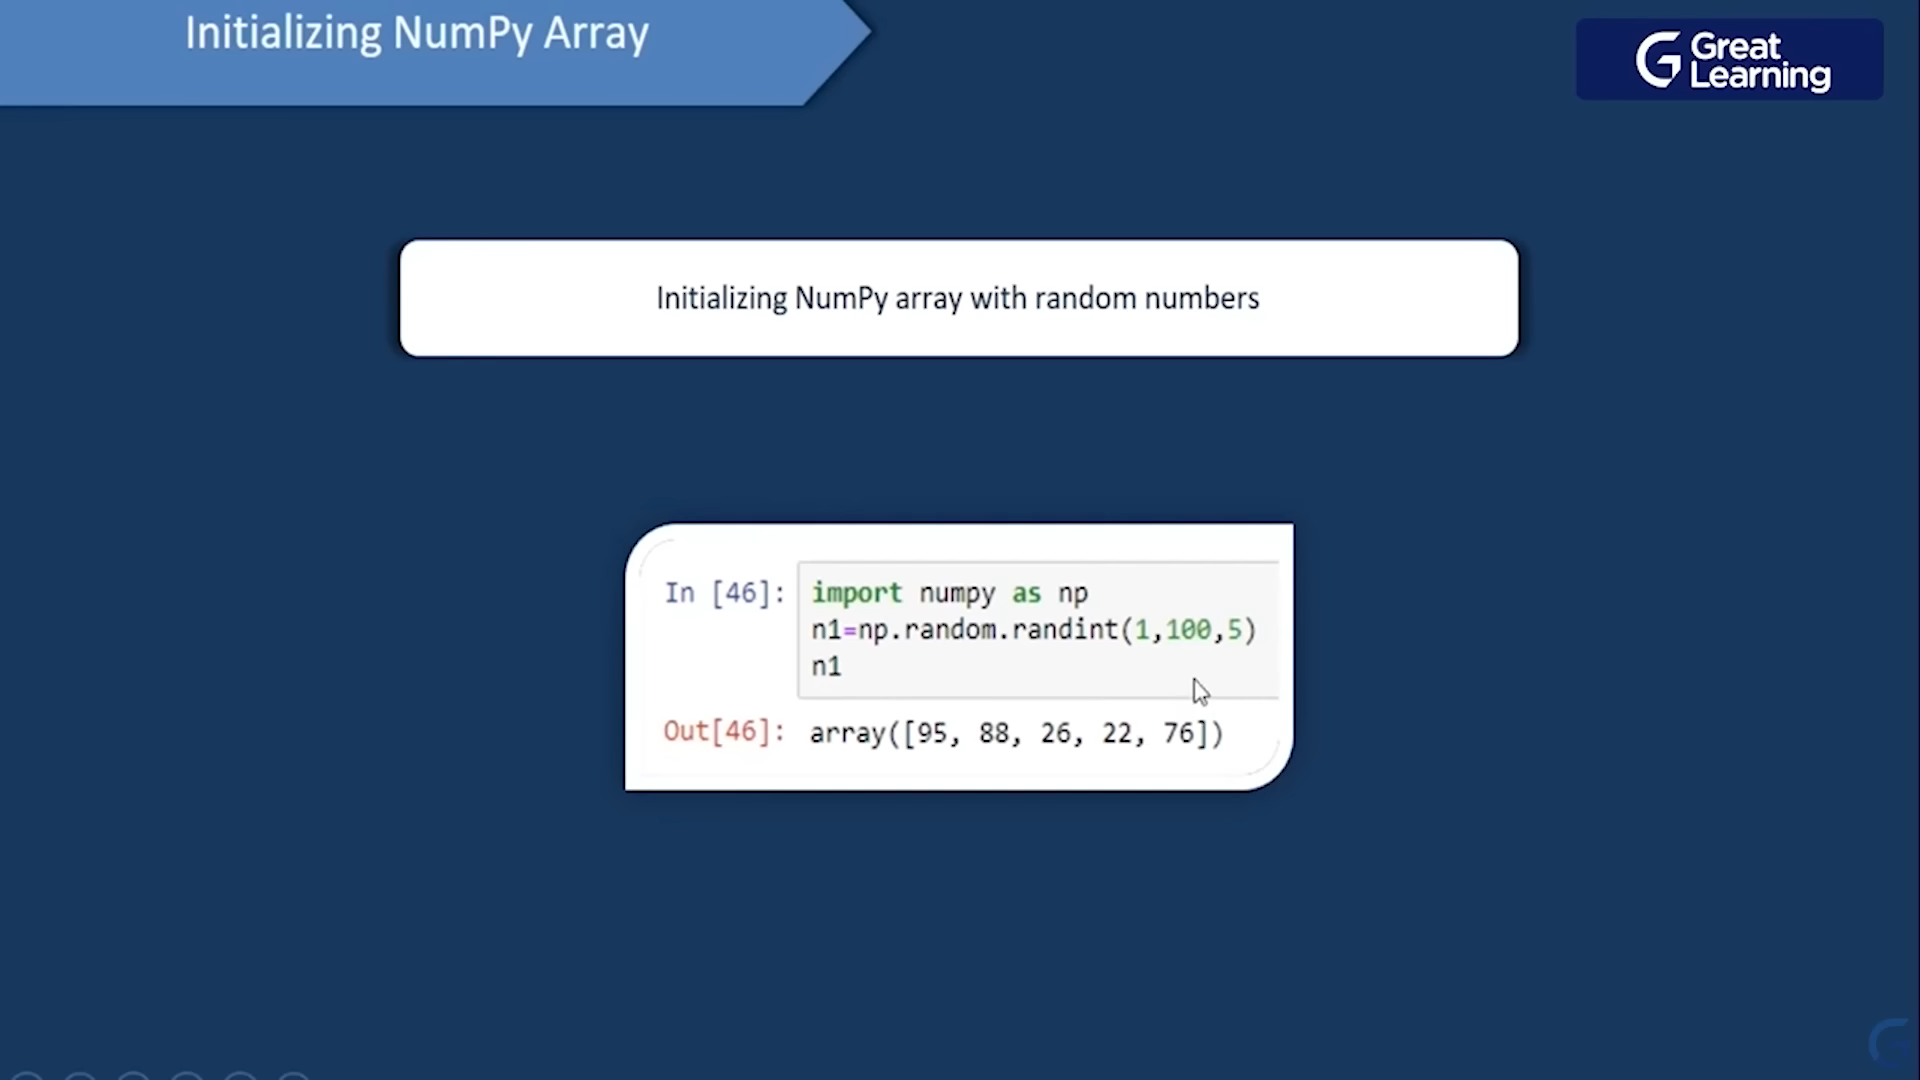 Initializing NumPy Array
Great
Learning
Initializing NumPy array with random numbers
In [46]: import numpy as np
n1=np.random.randint(1,100,5)
n1
Out[46]: array([95, 88, 26, 22, 76])